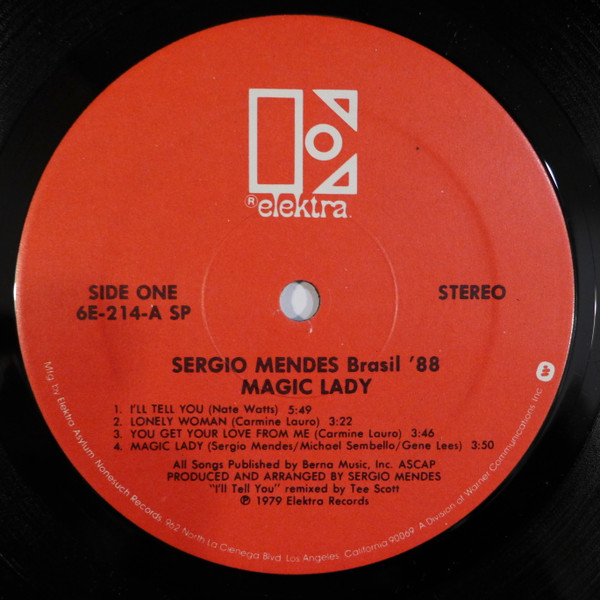 ® elektra.
SIDE ONE
6E-214-A SP
STEREO
SERGIO MENDES Brasil '88
MAGIC LADY
1. I'LL TELL YOU (Nate Watts) 5:49
2. LONELY WOMAN (Carmine Lauro) 3:22
3. YOU GET YOUR LOVE FROM ME (Carmine Lauro) 3:46
4. MAGIC LADY (Sergio Mendes/Michael Sembello/Gene Lees) 3:50
All Songs Published by Berna Music, Inc. ASCAP
PRODUCED AND ARRANGED BY SERGIO MENDES
"I'll Tell You" remixed by Tee Scott
℗ 1979 Elektra Records
Mfg. by Elektra/Asylum/Nonesuch Records, 962 North La Cienega Blvd. Los Angeles, California 90069. A Division of Warner Communications, Inc.